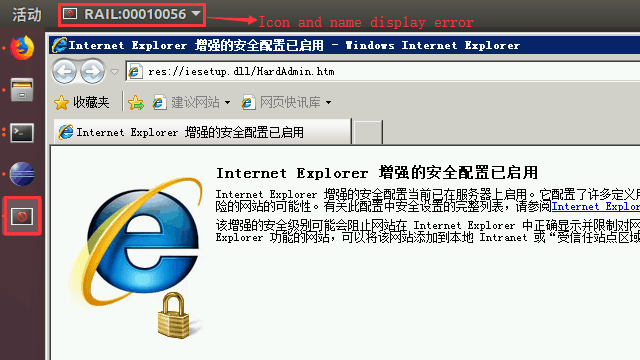 活动
RAIL:00010056
Icon and name display error
Internet Explorer 增强的安全配置已启用 - Windows Internet Explorer
res://iesetup.dll/HardAdmin.htm
收藏夹
建议网站
网页快讯库
Internet Explorer 增强的安全配置已启用
Internet Explorer 增强的安全配置已启用
Internet Explorer 增强的安全配置当前已在服务器上启用。它配置了许多定义用
险的网站的可能性。有关此配置中安全设置的完整列表，请参阅Internet Explor
该增强的安全级别可能会阻止网站在 Internet Explorer 中正确显示并限制对网
Explorer 功能的网站，可以将该网站添加到本地 Intranet 或“受信任站点区域